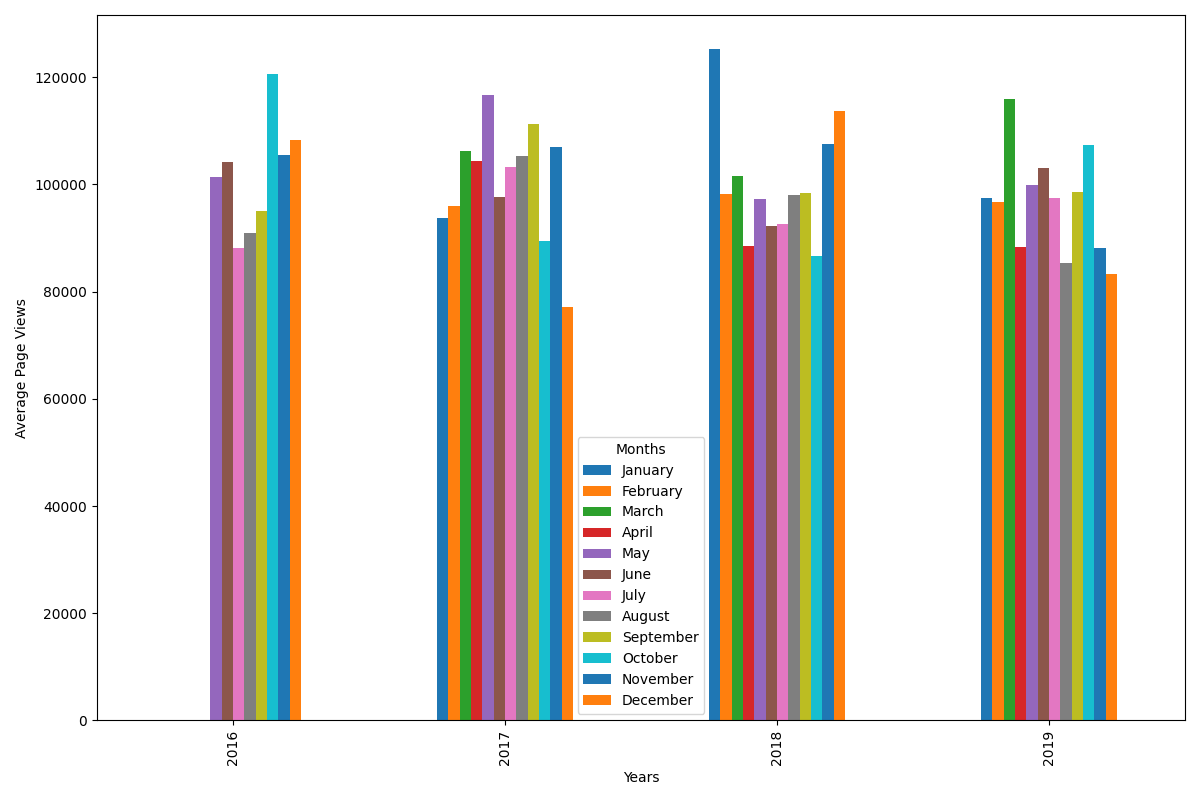 120000
100000
80000
60000
40000
20000
0
Average Page Views
Months
January
February
March
April
May
June
July
August
September
October
November
December
2016
2017
2018
2019
Years